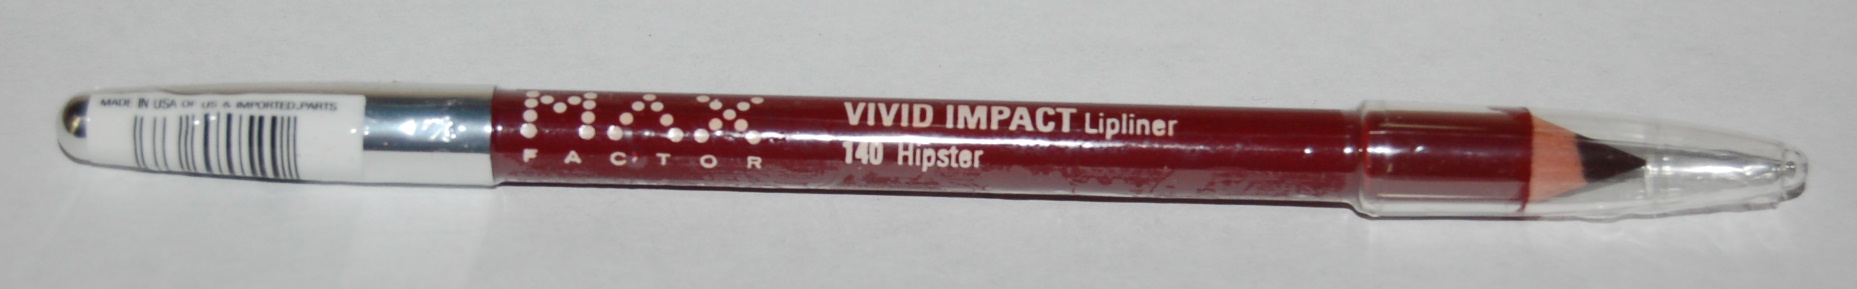 MADE IN USA OF US & IMPORTED PARTS
MAX
FACTOR
VIVID IMPACT Lipliner
140 Hipster